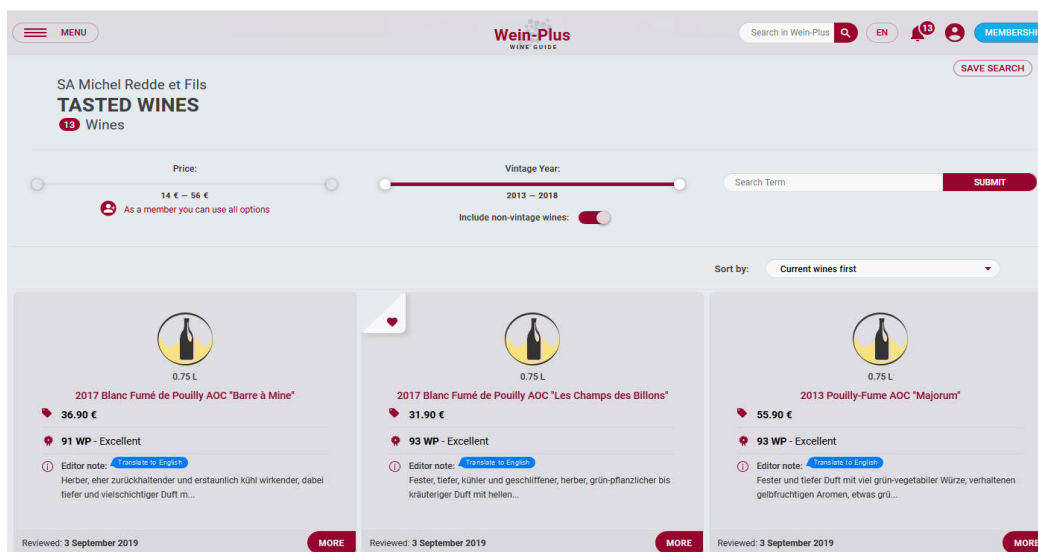 MENU
Wein-Plus
WINE GUIDE
Search in Wein-Plus
EN
13
MEMBERSHI
SAVE SEARCH
SA Michel Redde et Fils
TASTED WINES
13 Wines
Price:
14 € — 56 €
As a member you can use all options
Vintage Year:
2013 — 2018
Include non-vintage wines:
Search Term
SUBMIT
Sort by:
Current wines first
0.75 L
2017 Blanc Fumé de Pouilly AOC "Barre à Mine"
36.90 €
91 WP - Excellent
Editor note: Translate to English
Herber, eher zurückhaltender und erstaunlich kühl wirkender, dabei
tiefer und vielschichtiger Duft m...
Reviewed: 3 September 2019
MORE
0.75 L
2017 Blanc Fumé de Pouilly AOC "Les Champs des Billons"
31.90 €
93 WP - Excellent
Editor note: Translate to English
Fester, tiefer, kühler und geschliffener, herber, grün-pflanzlicher bis
kräuteriger Duft mit hellen...
Reviewed: 3 September 2019
MORE
0.75 L
2013 Pouilly-Fume AOC "Majorum"
55.90 €
93 WP - Excellent
Editor note: Translate to English
Fester und tiefer Duft mit viel grün-vegetabiler Würze, verhaltenen
gelbfruchtigen Aromen, etwas grü...
Reviewed: 3 September 2019
MORE